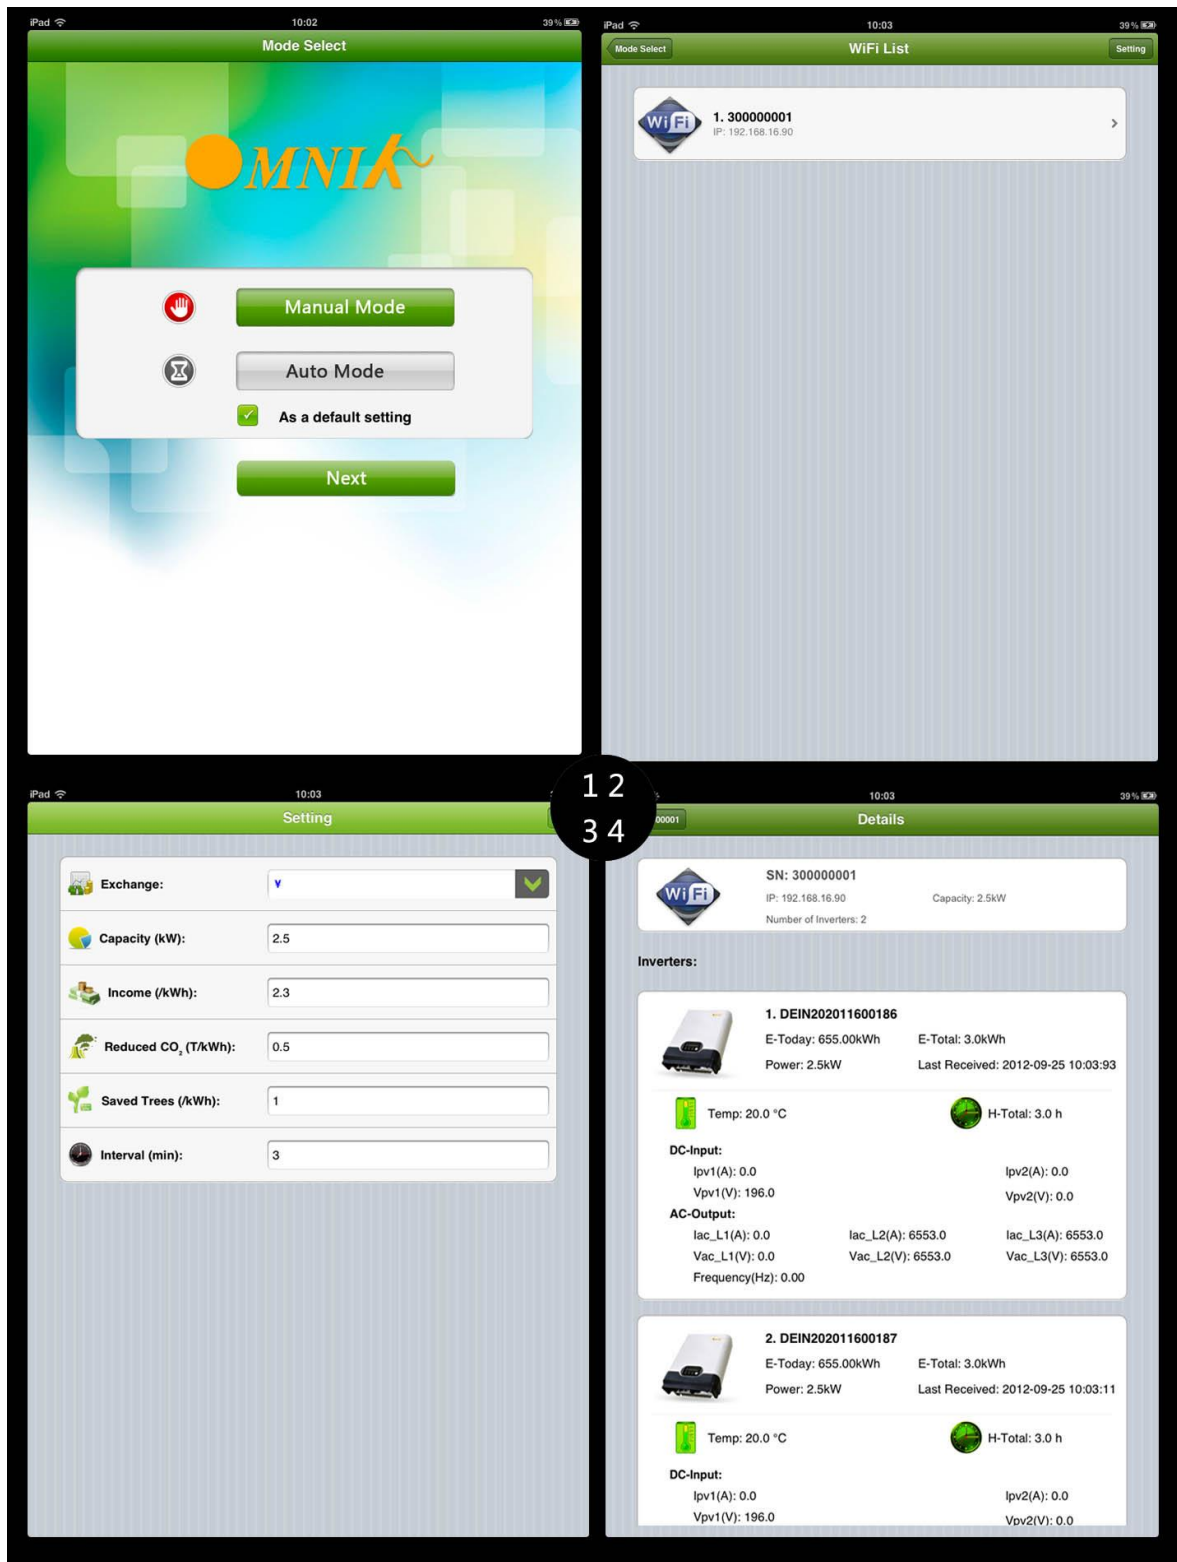 iPad 10:02 39%
Mode Select
OMNIK
Manual Mode
Auto Mode
As a default setting
Next
iPad 10:03 39%
Mode Select WiFi List Setting
WiFi 1. 300000001
IP: 192.168.16.90
1 2
3 4
iPad 10:03
Setting
Exchange: ¥
Capacity (kW): 2.5
Income (/kWh): 2.3
Reduced CO₂ (T/kWh): 0.5
Saved Trees (/kWh): 1
Interval (min): 3
10:03 39%
00001 Details
WiFi SN: 300000001
IP: 192.168.16.90 Capacity: 2.5kW
Number of Inverters: 2
Inverters:
1. DEIN202011600186
E-Today: 655.00kWh E-Total: 3.0kWh
Power: 2.5kW Last Received: 2012-09-25 10:03:93
Temp: 20.0 °C H-Total: 3.0 h
DC-Input:
Ipv1(A): 0.0 Ipv2(A): 0.0
Vpv1(V): 196.0 Vpv2(V): 0.0
AC-Output:
Iac_L1(A): 0.0 Iac_L2(A): 6553.0 Iac_L3(A): 6553.0
Vac_L1(V): 0.0 Vac_L2(V): 6553.0 Vac_L3(V): 6553.0
Frequency(Hz): 0.00
2. DEIN202011600187
E-Today: 655.00kWh E-Total: 3.0kWh
Power: 2.5kW Last Received: 2012-09-25 10:03:11
Temp: 20.0 °C H-Total: 3.0 h
DC-Input:
Ipv1(A): 0.0 Ipv2(A): 0.0
Vpv1(V): 196.0 Vpv2(V): 0.0